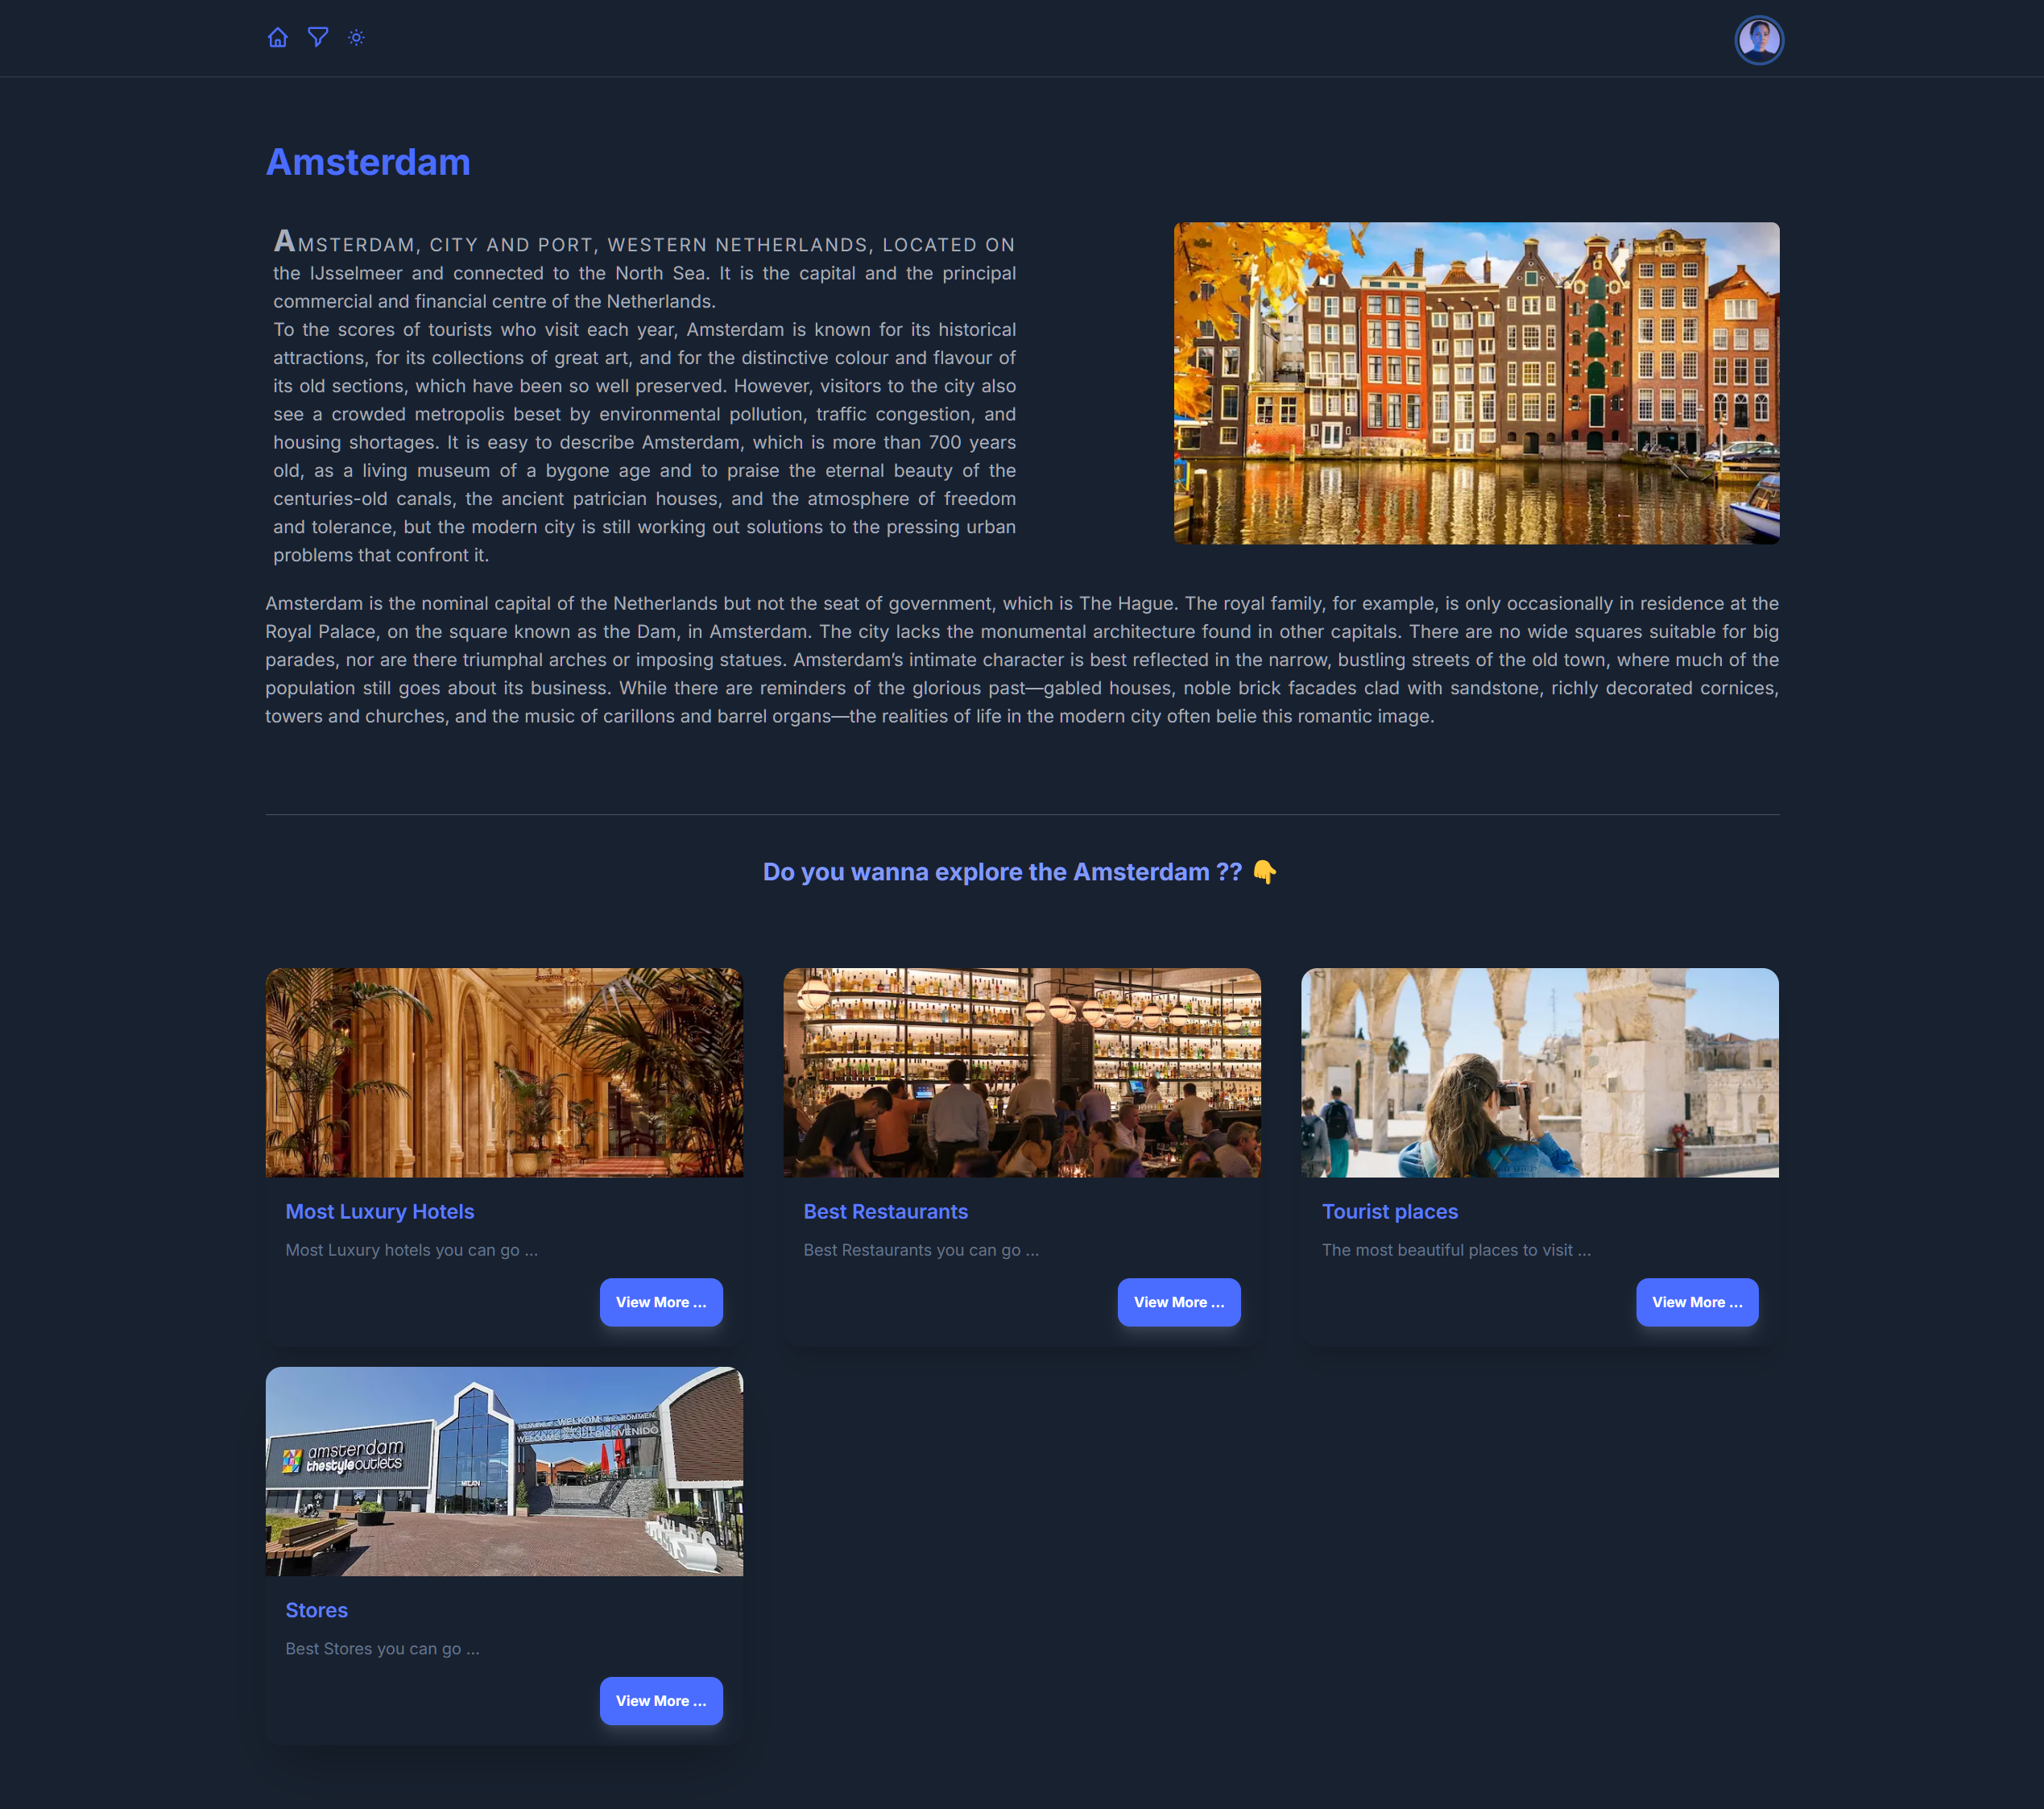 Amsterdam
AMSTERDAM, CITY AND PORT, WESTERN NETHERLANDS, LOCATED ON
the IJsselmeer and connected to the North Sea. It is the capital and the principal
commercial and financial centre of the Netherlands.
To the scores of tourists who visit each year, Amsterdam is known for its historical
attractions, for its collections of great art, and for the distinctive colour and flavour of
its old sections, which have been so well preserved. However, visitors to the city also
see a crowded metropolis beset by environmental pollution, traffic congestion, and
housing shortages. It is easy to describe Amsterdam, which is more than 700 years
old, as a living museum of a bygone age and to praise the eternal beauty of the
centuries-old canals, the ancient patrician houses, and the atmosphere of freedom
and tolerance, but the modern city is still working out solutions to the pressing urban
problems that confront it.
Amsterdam is the nominal capital of the Netherlands but not the seat of government, which is The Hague. The royal family, for example, is only occasionally in residence at the
Royal Palace, on the square known as the Dam, in Amsterdam. The city lacks the monumental architecture found in other capitals. There are no wide squares suitable for big
parades, nor are there triumphal arches or imposing statues. Amsterdam’s intimate character is best reflected in the narrow, bustling streets of the old town, where much of the
population still goes about its business. While there are reminders of the glorious past—gabled houses, noble brick facades clad with sandstone, richly decorated cornices,
towers and churches, and the music of carillons and barrel organs—the realities of life in the modern city often belie this romantic image.
Do you wanna explore the Amsterdam ?? 👇
Most Luxury Hotels
Most Luxury hotels you can go ...
View More ...
Best Restaurants
Best Restaurants you can go ...
View More ...
Tourist places
The most beautiful places to visit ...
View More ...
amsterdam
thestyleoutlets
WELKOM
WELCOME
BIENVENIDO
MILAN
Stores
Best Stores you can go ...
View More ...